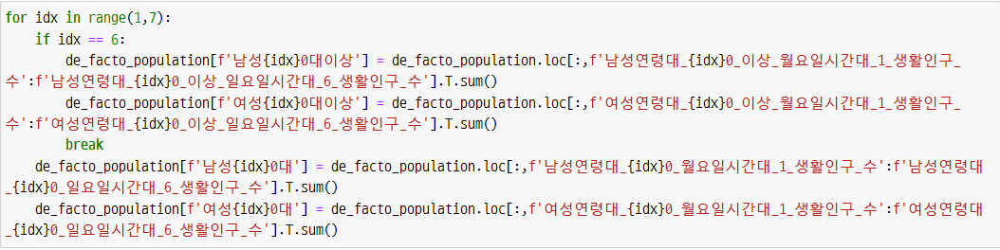 for idx in range(1,7):
    if idx == 6:
        de_facto_population[f'남성{idx}0대이상'] = de_facto_population.loc[:,f'남성연령대_{idx}0_이상_월요일시간대_1_생활인구_
수':f'남성연령대_{idx}0_이상_일요일시간대_6_생활인구_수'].T.sum()
        de_facto_population[f'여성{idx}0대이상'] = de_facto_population.loc[:,f'여성연령대_{idx}0_이상_월요일시간대_1_생활인구_
수':f'여성연령대_{idx}0_이상_일요일시간대_6_생활인구_수'].T.sum()
        break
    de_facto_population[f'남성{idx}0대'] = de_facto_population.loc[:,f'남성연령대_{idx}0_월요일시간대_1_생활인구_수':f'남성연령대
_{idx}0_일요일시간대_6_생활인구_수'].T.sum()
    de_facto_population[f'여성{idx}0대'] = de_facto_population.loc[:,f'여성연령대_{idx}0_월요일시간대_1_생활인구_수':f'여성연령대
_{idx}0_일요일시간대_6_생활인구_수'].T.sum()